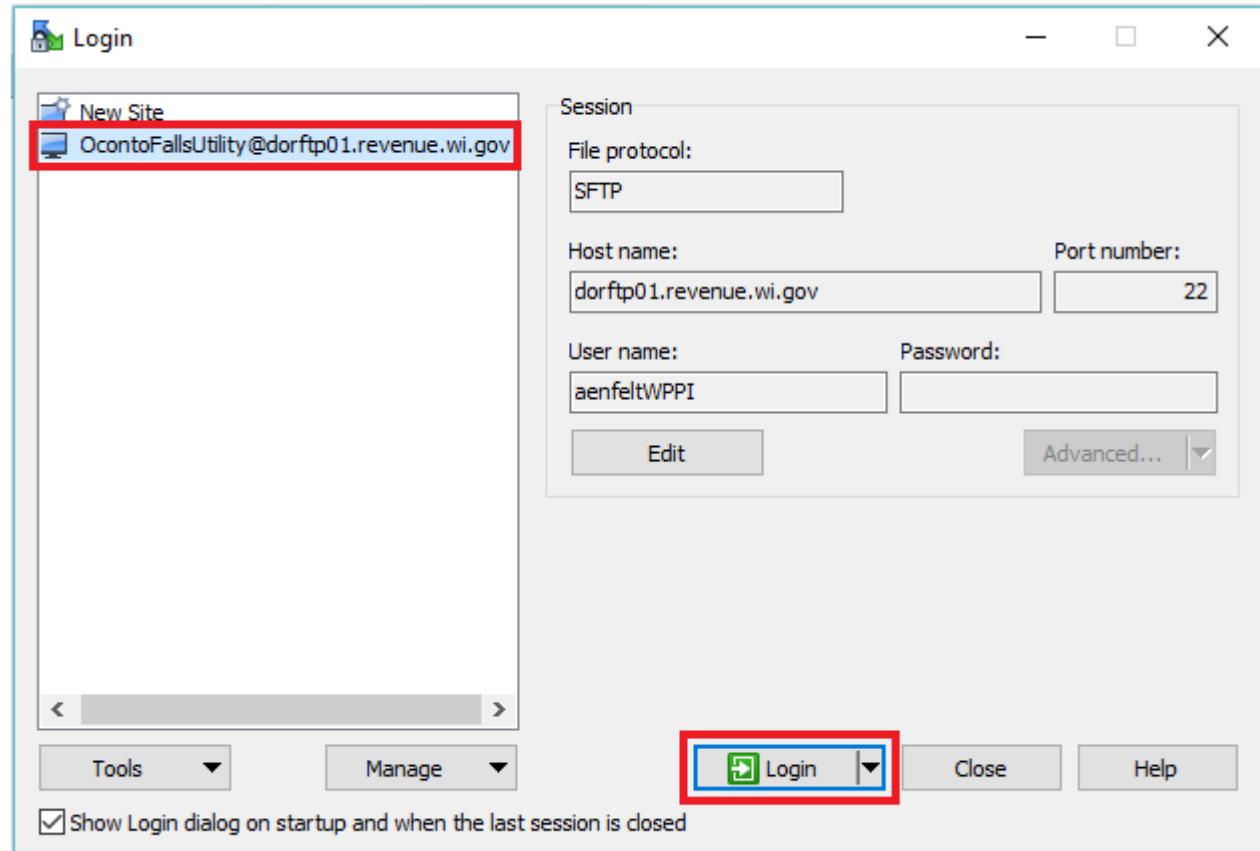 Login
New Site
OcontoFallsUtility@dorftp01.revenue.wi.gov
Session
File protocol:
SFTP
Host name: Port number:
dorftp01.revenue.wi.gov 22
User name: Password:
aenfeltWPPI
Edit Advanced...
Tools Manage Login Close Help
Show Login dialog on startup and when the last session is closed